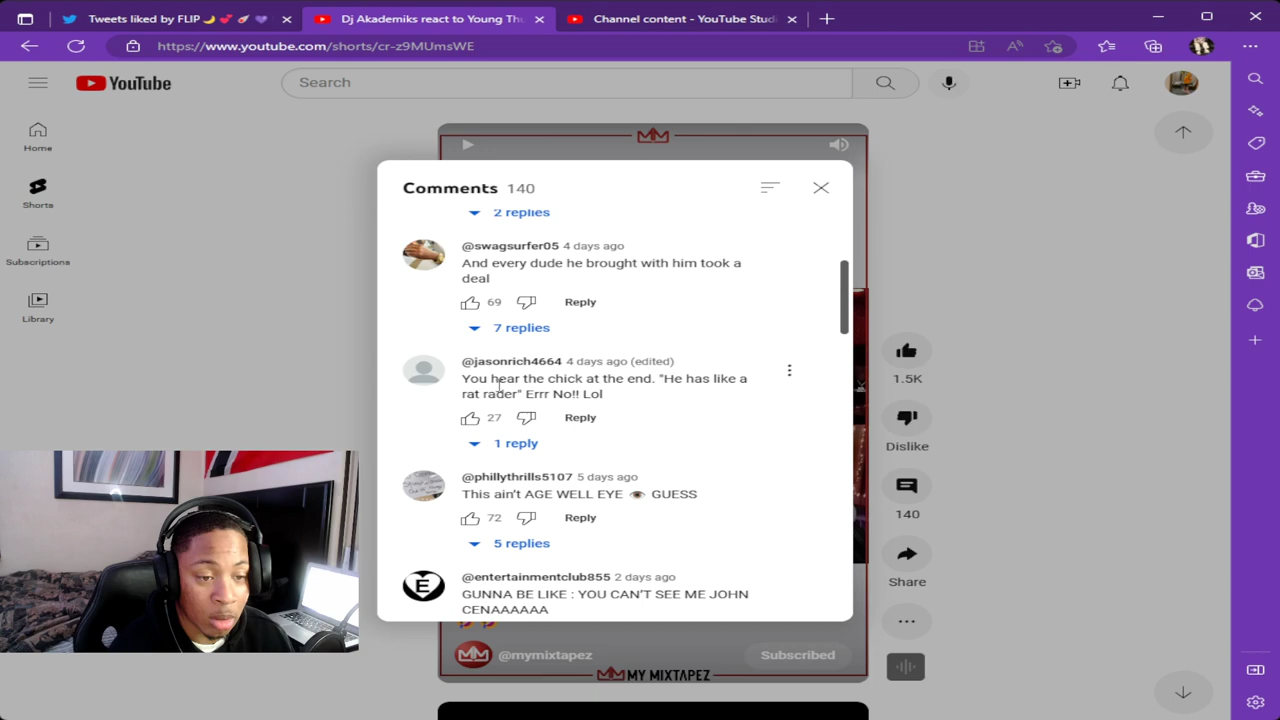 Tweets liked by FLIP🌙💕
Dj Akademiks react to Young Thu
Channel content - YouTube Studi
https://www.youtube.com/shorts/cr-z9MUmsWE
YouTube
Search
Home
Shorts
Subscriptions
Library
Comments 140
2 replies
@swagsurfer05 4 days ago
And every dude he brought with him took a
deal
69 Reply
7 replies
@jasonrich4664 4 days ago (edited)
You hear the chick at the end. "He has like a
rat rader" Errr No!! Lol
27 Reply
1 reply
@phillythrills5107 5 days ago
This ain't AGE WELL EYE 👁 GUESS
72 Reply
5 replies
@entertainmentclub855 2 days ago
GUNNA BE LIKE : YOU CAN'T SEE ME JOHN
CENAAAAAA
1.5K
Dislike
140
Share
@mymixtapez
Subscribed
MY MIXTAPEZ